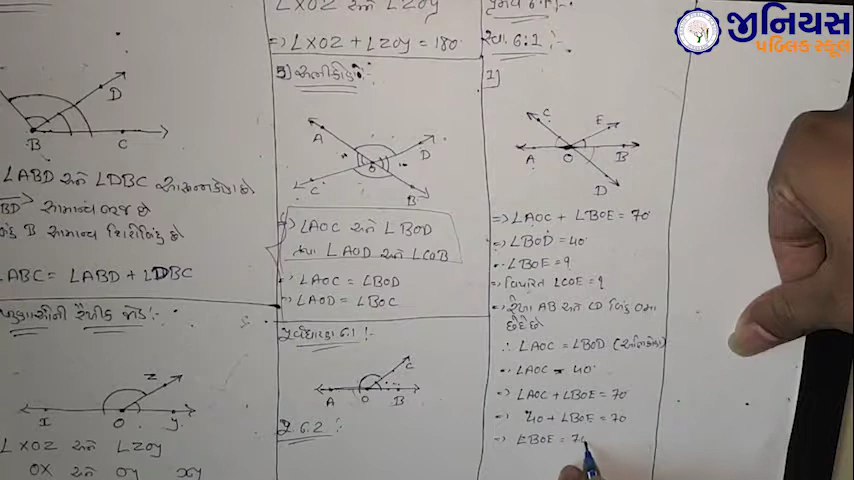 જીનિયસ
પબ્લિક સ્કૂલ
D
B
C
∠ABD અને ∠DBC આસન્નકોણ છે
BD સામાન્ય ભુજ છે
બિંદુ B સામાન્ય શિરોબિંદુ છે
∠ABC = ∠ABD + ∠DBC
રૈખિક જોડ :-
Z
X
O
y
∠XOZ અને ∠ZOY
OX અને OY XY
∠XOZ અને ∠ZOY
=> ∠XOZ + ∠ZOY = 180
5) અભિકોણો :-
A
D
O
C
B
=> ∠AOC અને ∠BOD
તથા ∠AOD અને ∠COB
=> ∠AOC = ∠BOD
=> ∠AOD = ∠BOC
પૂર્વધારણા 6.1 :-
C
A
O
B
પૂ. 6.2 :-
સ્વા. 6:1
1)
C
E
A
O
B
D
=> ∠AOC + ∠BOE = 70
=> ∠BOD = 40
∴ ∠BOE = ?
=> વિપરિત ∠COE = ?
=> રેખા AB અને CD બિંદુ O માં
છેદે છે
∴ ∠AOC = ∠BOD (અભિકોણ)
∴ ∠AOC = 40
=> ∠AOC + ∠BOE = 70
=> 40 + ∠BOE = 70
=> ∠BOE = 7